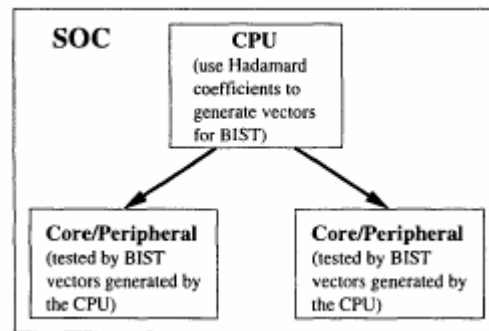 SOC
CPU
(use Hadamard
coefficients to
generate vectors
for BIST)
Core/Peripheral
(tested by BIST
vectors generated by
the CPU)
Core/Peripheral
(tested by BIST
vectors generated by
the CPU)